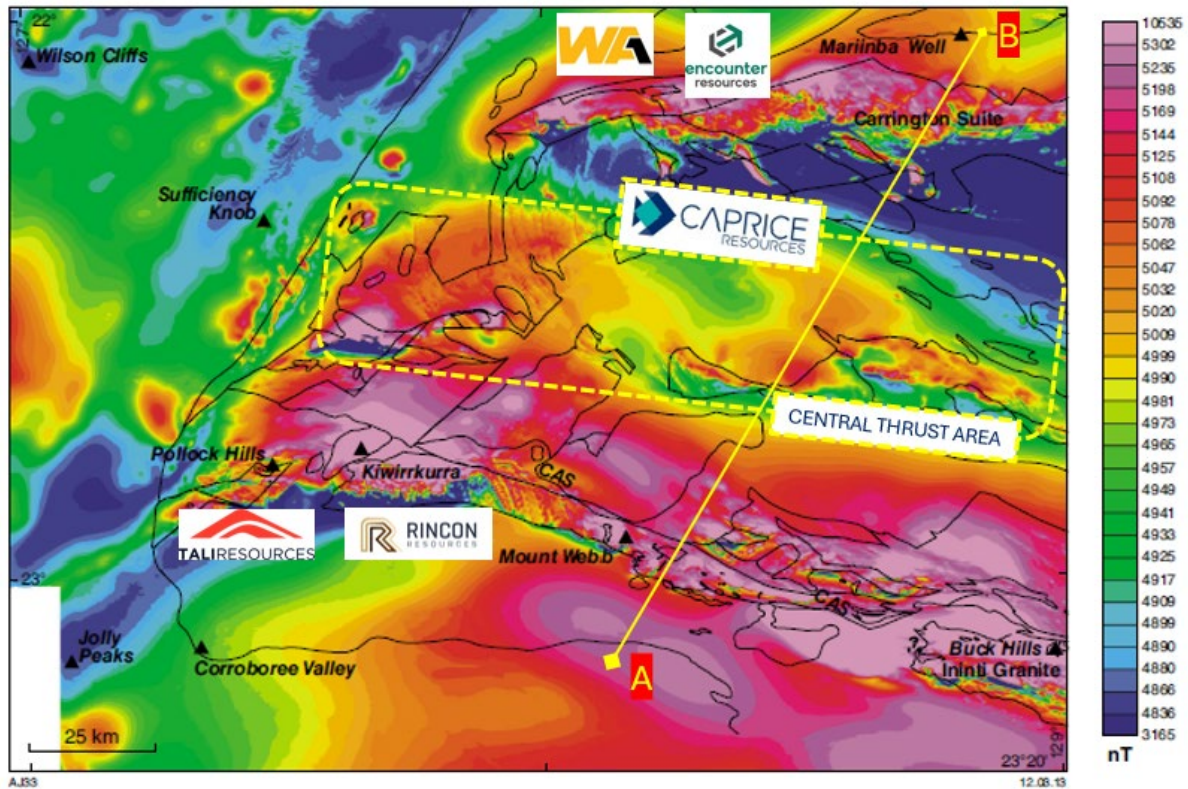 22°
127°
Wilson Cliffs
WA
encounter
resources
Mariinba Well
B
Carrington Suite
Sufficiency
Knob
CAPRICE
RESOURCES
CENTRAL THRUST AREA
Pollock Hills
Kiwirrkurra
CAS
TALIRESOURCES
RINCON
RESOURCES
Mount Webb
23°
CAS
Jolly
Peaks
Corroboree Valley
A
Buck Hills
Ininti Granite
25 km
23°20'
129°
AJ33
12.03.13
10635
5302
5235
5198
5169
5144
5125
5108
5092
5078
5062
5047
5032
5020
5009
4999
4990
4981
4973
4965
4957
4949
4941
4933
4925
4917
4909
4899
4890
4880
4866
4836
3165
nT